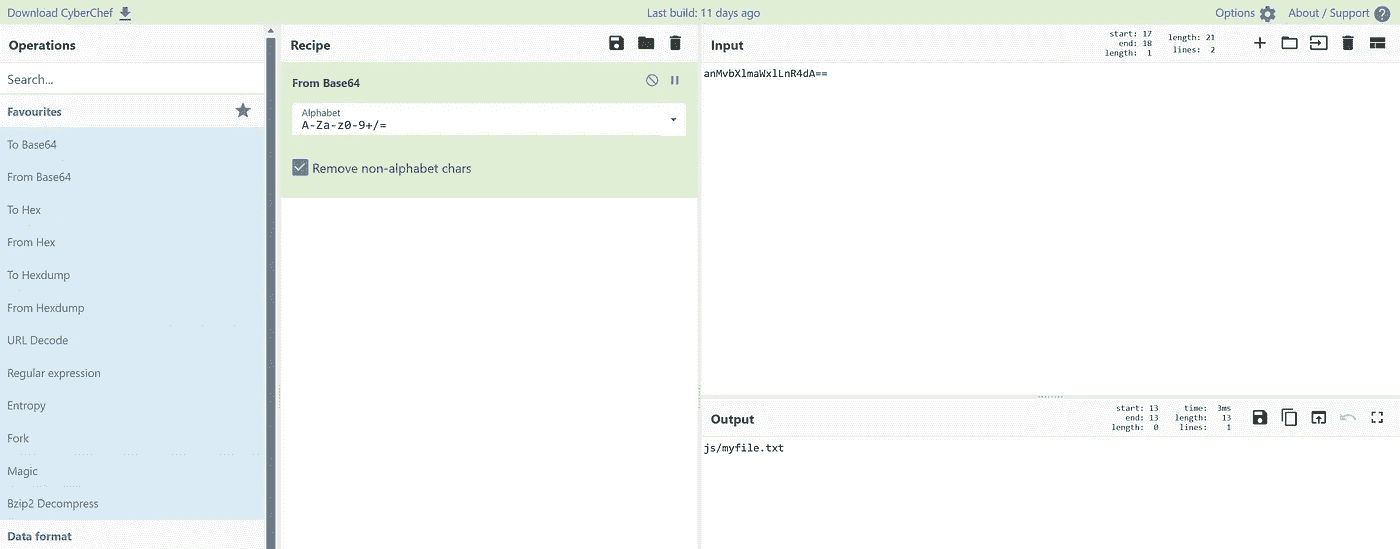 Download CyberChef
Last build: 11 days ago
Options
About / Support
Operations
Search...
Favourites
To Base64
From Base64
To Hex
From Hex
To Hexdump
From Hexdump
URL Decode
Regular expression
Entropy
Fork
Magic
Bzip2 Decompress
Data format
Recipe
From Base64
Alphabet
A-Za-z0-9+/=
Remove non-alphabet chars
Input
start: 17
end: 18
length: 1
length: 21
lines: 2
anMvbXlmaWxlLnR4dA==
Output
start: 13
end: 13
length: 0
time: 3ms
length: 13
lines: 1
js/myfile.txt